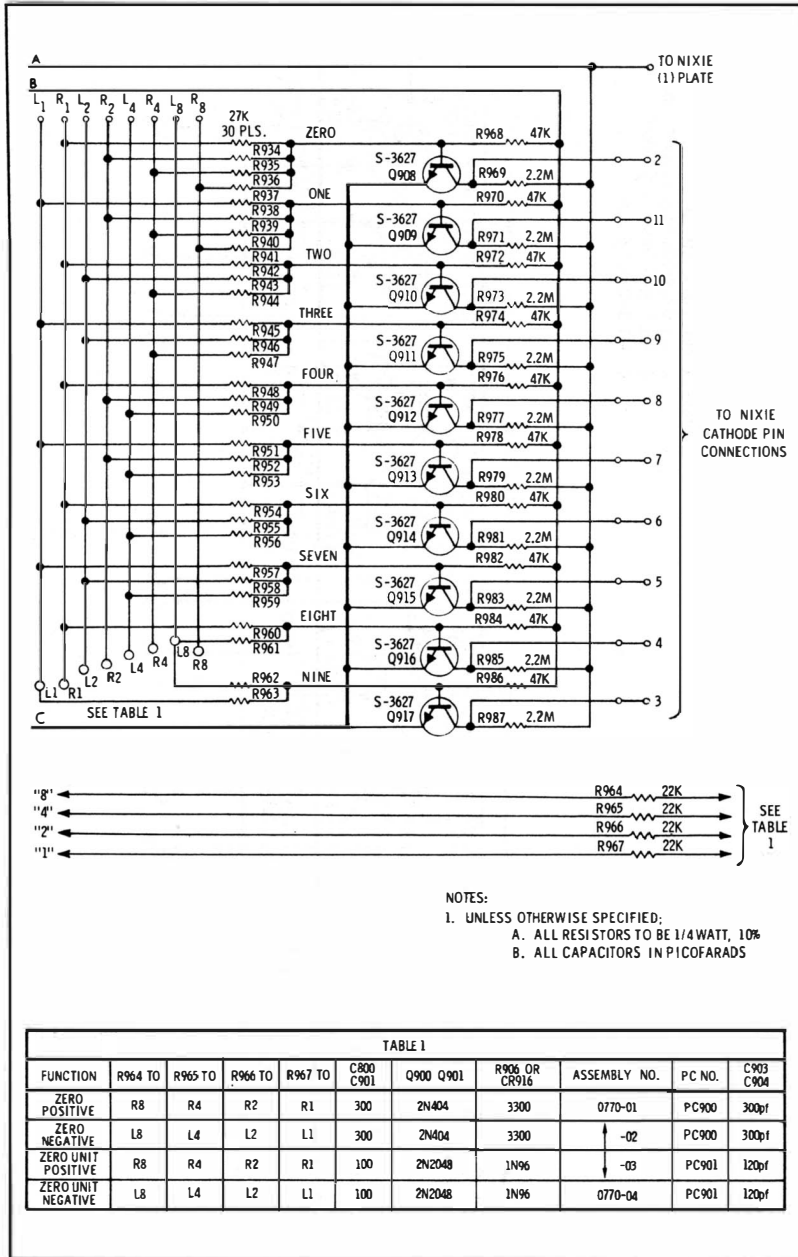 A
TO NIXIE
(1) PLATE
B
L1 R1 L2 R2 L4 R4 L8 R8
27K
30 PLS.
ZERO
R968 47K
R934
R935
R936
S-3627
Q908
R969 2.2M
2
R937
ONE
R970 47K
R938
R939
R940
S-3627
Q909
R971 2.2M
11
R941
TWO
R972 47K
R942
R943
R944
S-3627
Q910
R973 2.2M
10
THREE
R974 47K
R945
R946
R947
S-3627
Q911
R975 2.2M
9
FOUR
R976 47K
R948
R949
R950
S-3627
Q912
R977 2.2M
8
TO NIXIE
CATHODE PIN
CONNECTIONS
FIVE
R978 47K
R951
R952
R953
S-3627
Q913
R979 2.2M
7
SIX
R980 47K
R954
R955
R956
S-3627
Q914
R981 2.2M
6
SEVEN
R982 47K
R957
R958
R959
S-3627
Q915
R983 2.2M
5
EIGHT
R984 47K
R960
R961
S-3627
Q916
R985 2.2M
4
L1 R1 L2 R2 L4 R4 L8 R8
R962
NINE
R986 47K
R963
S-3627
Q917
R987 2.2M
3
C
SEE TABLE 1
"8" R964 22K
"4" R965 22K
"2" R966 22K
"1" R967 22K
SEE
TABLE
1
NOTES:
1. UNLESS OTHERWISE SPECIFIED;
A. ALL RESISTORS TO BE 1/4 WATT, 10%
B. ALL CAPACITORS IN PICOFARADS
TABLE 1
FUNCTION R964 TO R965 TO R966 TO R967 TO C800 C901 Q900 Q901 R906 OR CR916 ASSEMBLY NO. PC NO. C903 C904
ZERO POSITIVE R8 R4 R2 R1 300 2N404 3300 0770-01 PC900 300pf
ZERO NEGATIVE L8 L4 L2 L1 300 2N404 3300 -02 PC900 300pf
ZERO UNIT POSITIVE R8 R4 R2 R1 100 2N2048 1N96 -03 PC901 120pf
ZERO UNIT NEGATIVE L8 L4 L2 L1 100 2N2048 1N96 0770-04 PC901 120pf